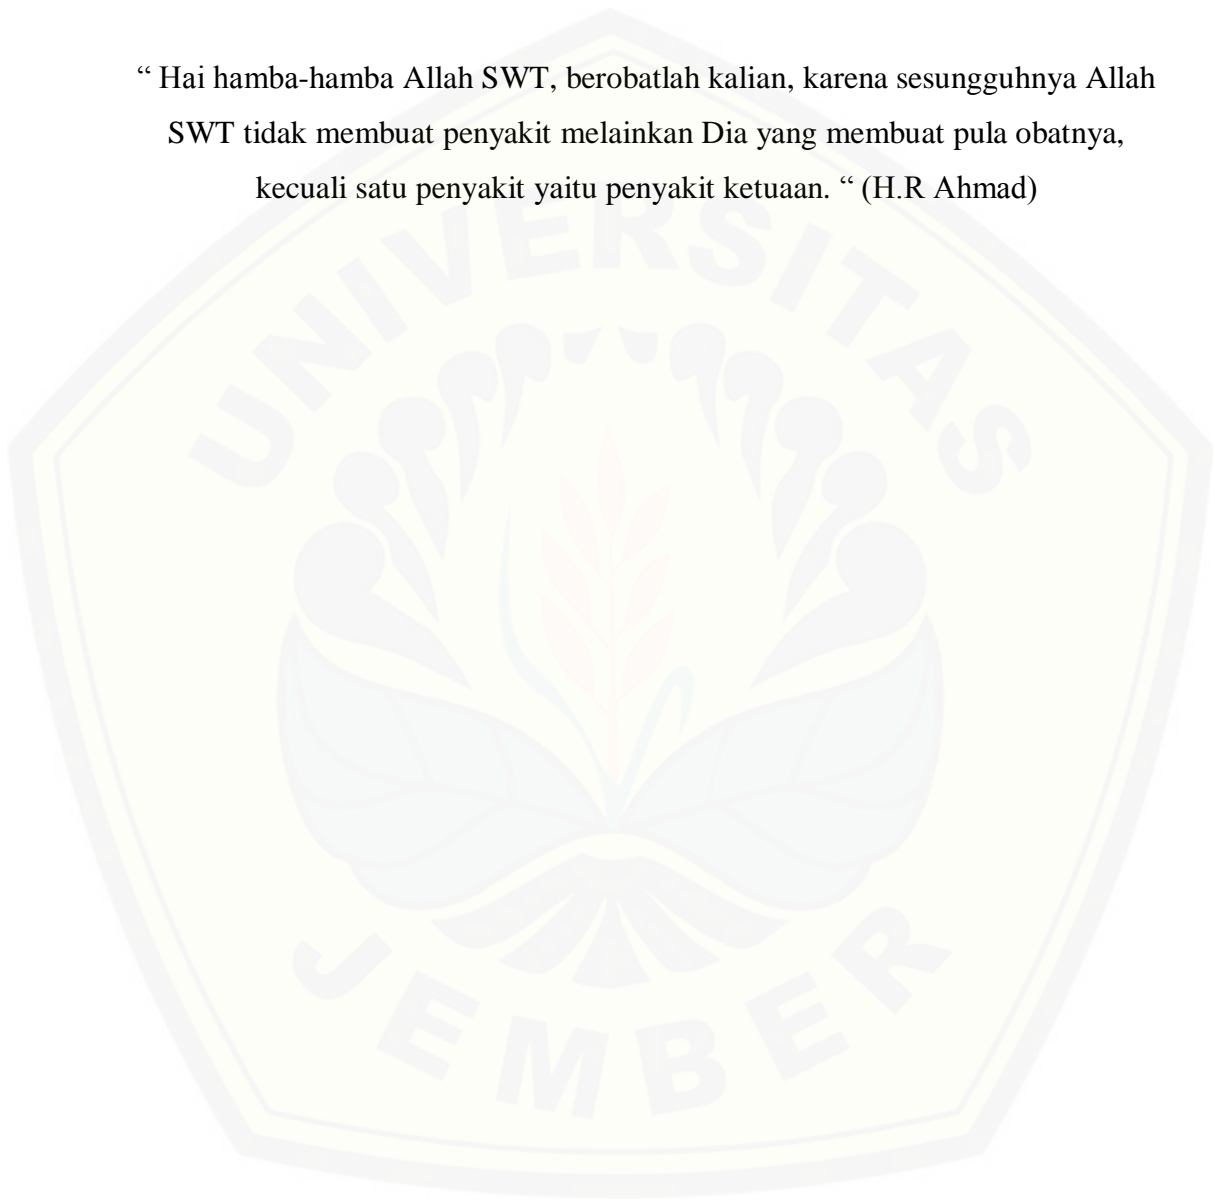 “ Hai hamba-hamba Allah SWT, berobatlah kalian, karena sesungguhnya Allah
SWT tidak membuat penyakit melainkan Dia yang membuat pula obatnya,
kecuali satu penyakit yaitu penyakit ketuaan. “ (H.R Ahmad)
UNIVERSITAS
JEMBER